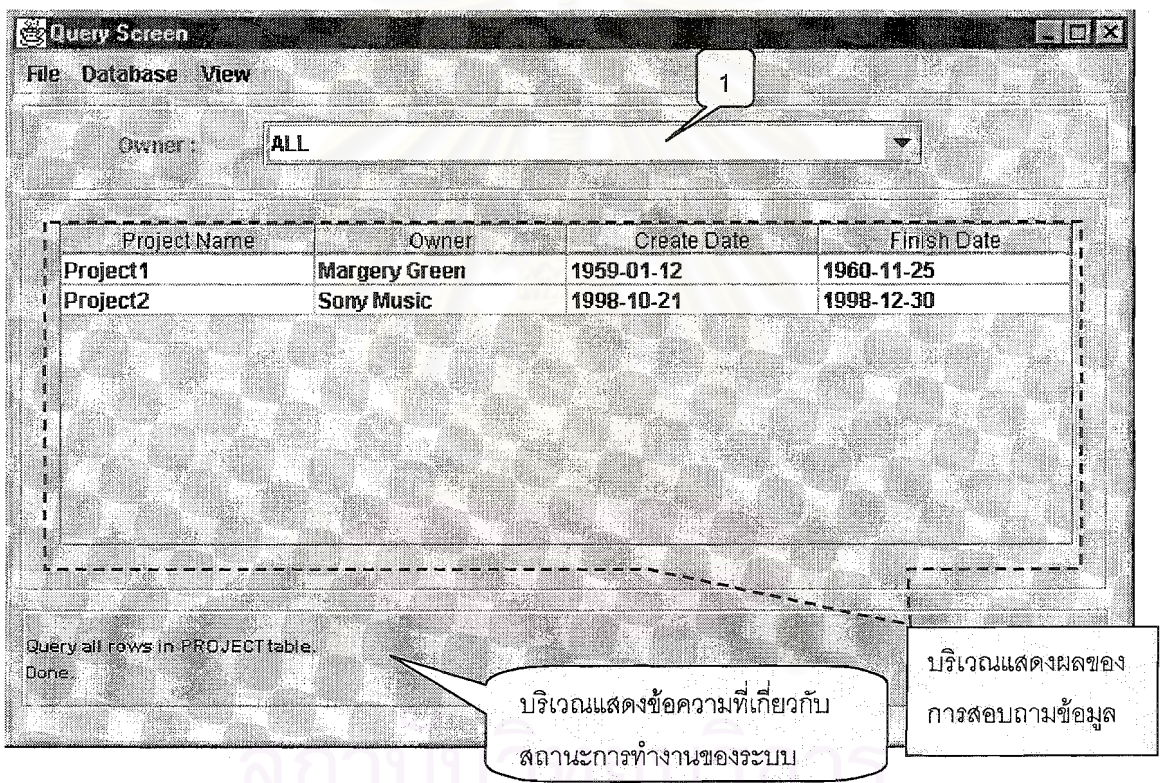 Query Screen
File Database View
1
Owner : ALL
Project Name Owner Create Date Finish Date
Project1 Margery Green 1959-01-12 1960-11-25
Project2 Sony Music 1998-10-21 1998-12-30
Query all rows in PROJECT table.
Done.
บริเวณแสดงข้อความที่เกี่ยวกับ
สถานะการทำงานของระบบ
บริเวณแสดงผลของ
การสอบถามข้อมูล